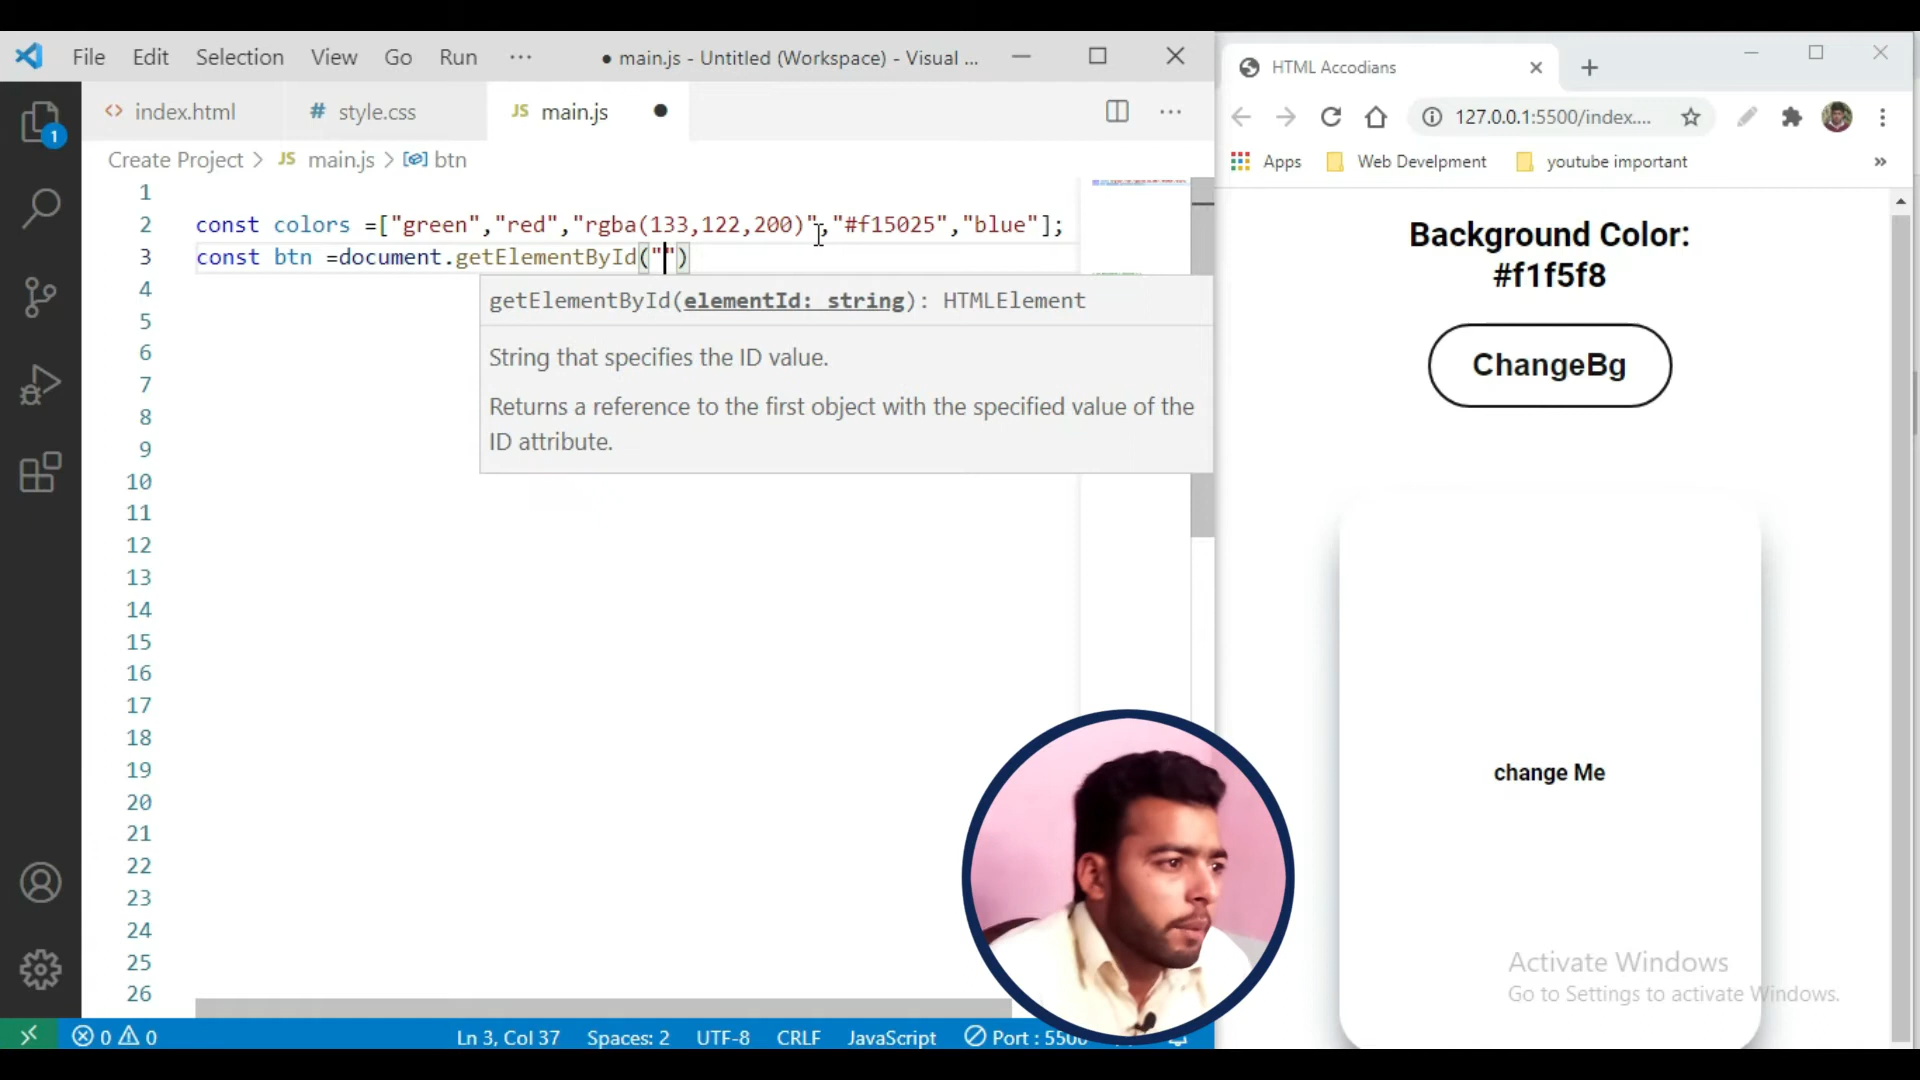 File Edit Selection View Go Run ··· ● main.js - Untitled (Workspace) - Visual ...
<> index.html # style.css JS main.js ●
Create Project > JS main.js > btn
1
2 const colors =["green","red","rgba(133,122,200)","#f15025","blue"];
3 const btn =document.getElementById("")
4
5
6
7
8
9
10
11
12
13
14
15
16
17
18
19
20
21
22
23
24
25
26
getElementById(elementId: string): HTMLElement
String that specifies the ID value.
Returns a reference to the first object with the specified value of the
ID attribute.
1
0 0 Ln 3, Col 37 Spaces: 2 UTF-8 CRLF JavaScript Port : 5500
HTML Accodians
127.0.0.1:5500/index....
Apps Web Develpment youtube important »
Background Color:
#f1f5f8
ChangeBg
change Me
Activate Windows
Go to Settings to activate Windows.